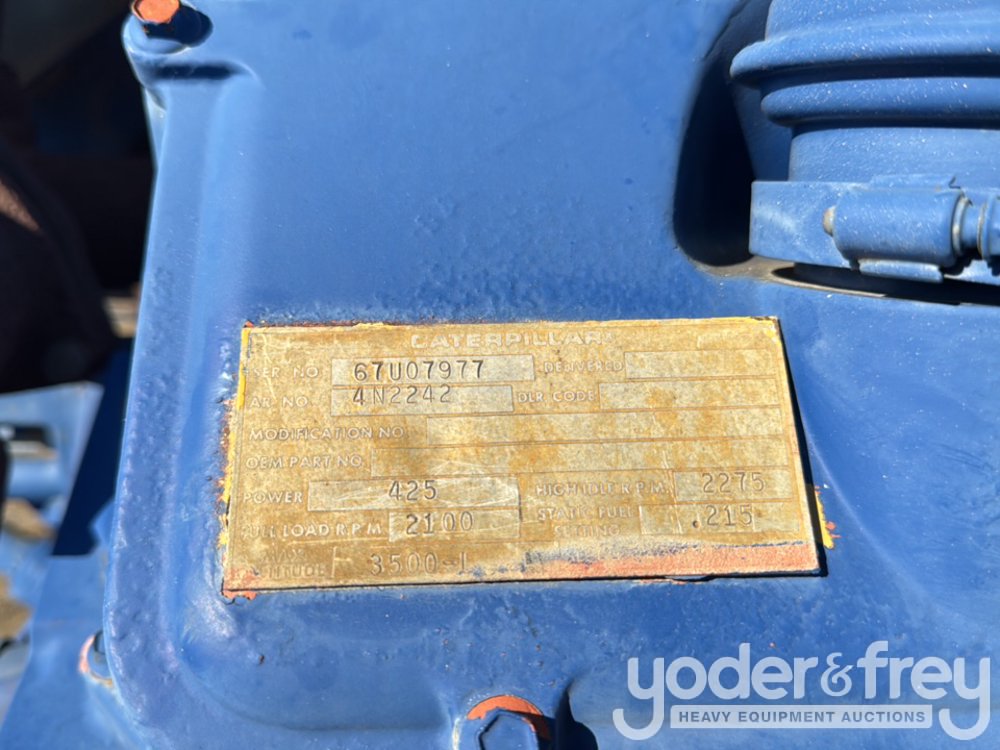 CATERPILLAR
SER. NO. 67U07977 DELIVERED
AR. NO. 4N2242 DLR CODE
MODIFICATION NO.
OEM PART NO.
POWER 425 HIGH IDLE R.P.M. 2275
FULL LOAD R.P.M. 2100 STATIC FUEL SETTING .215
3500
yoder&frey
HEAVY EQUIPMENT AUCTIONS